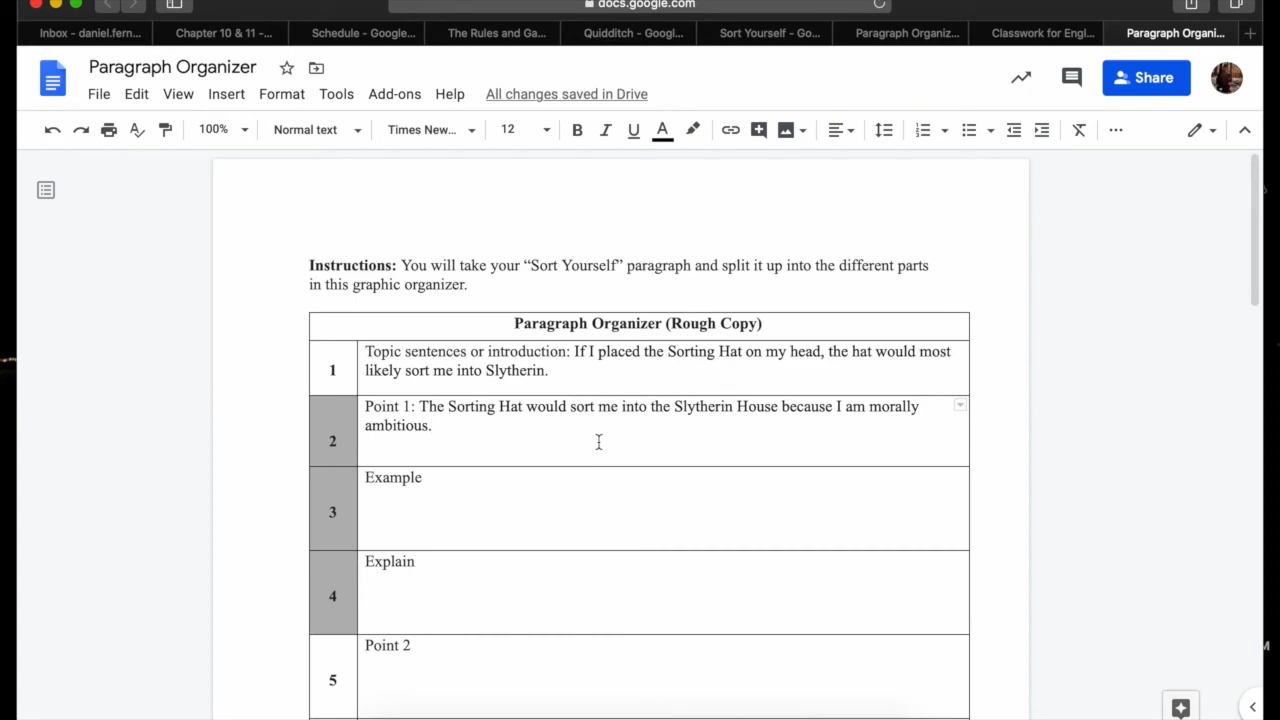 docs.google.com
Inbox - daniel.fern...
Chapter 10 & 11 -...
Schedule - Google...
The Rules and Ga...
Quidditch - Googl...
Sort Yourself - Go...
Paragraph Organiz...
Classwork for Engl...
Paragraph Organi...
Paragraph Organizer
Share
File Edit View Insert Format Tools Add-ons Help All changes saved in Drive
100% Normal text Times New... 12 B I U A
Instructions: You will take your “Sort Yourself” paragraph and split it up into the different parts
in this graphic organizer.
Paragraph Organizer (Rough Copy)
1
Topic sentences or introduction: If I placed the Sorting Hat on my head, the hat would most
likely sort me into Slytherin.
2
Point 1: The Sorting Hat would sort me into the Slytherin House because I am morally
ambitious.
3
Example
4
Explain
5
Point 2